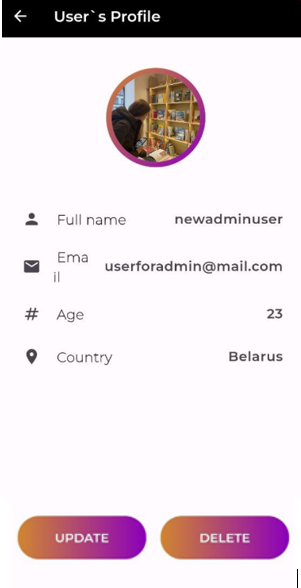 User`s Profile
Full name newadminuser
Ema
il userforadmin@mail.com
# Age 23
Country Belarus
UPDATE DELETE